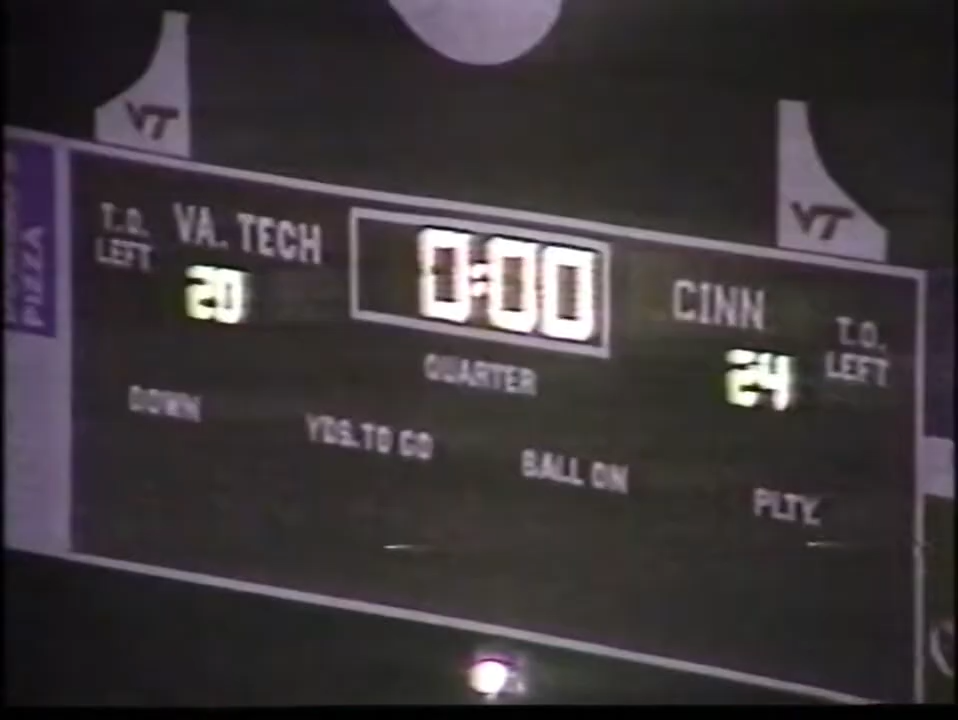 VT
VT
PIZZA
T.O.
LEFT
VA. TECH
20
0:00
CINN
24
T.O.
LEFT
QUARTER
DOWN
YDS. TO GO
BALL ON
PLTY.